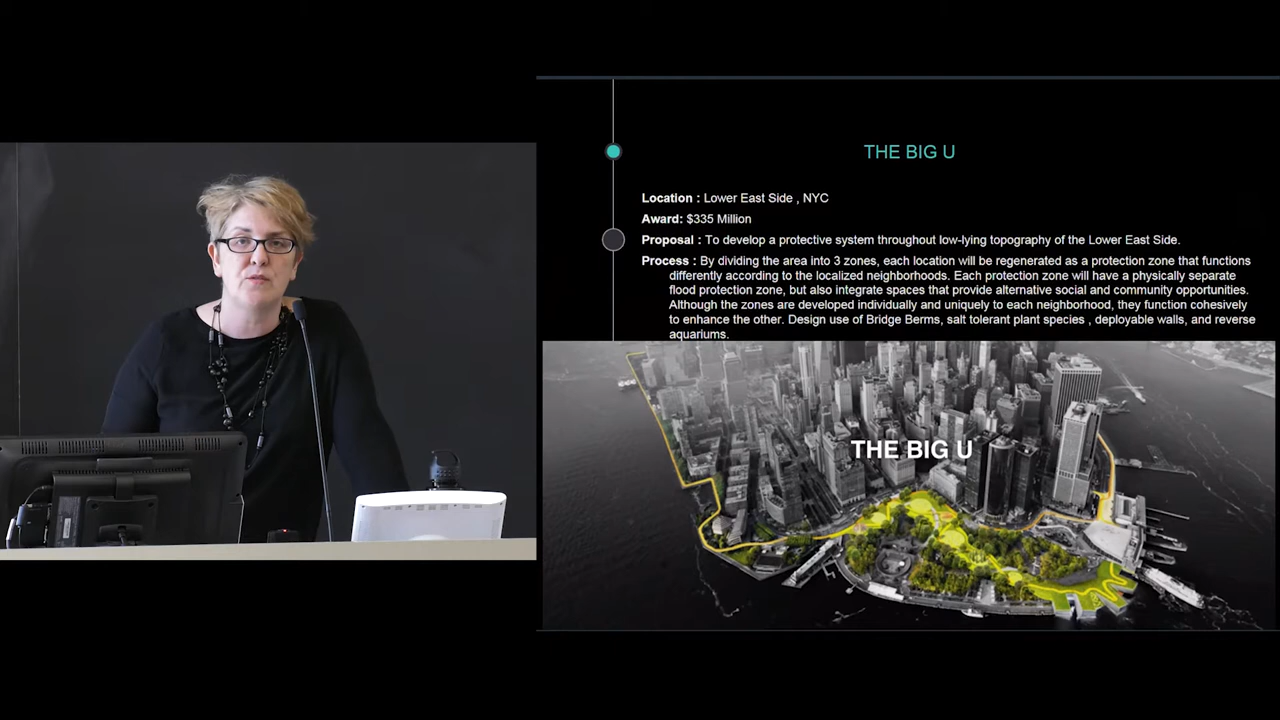 THE BIG U
Location : Lower East Side , NYC
Award: $335 Million
Proposal : To develop a protective system throughout low-lying topography of the Lower East Side.
Process : By dividing the area into 3 zones, each location will be regenerated as a protection zone that functions
differently according to the localized neighborhoods. Each protection zone will have a physically separate
flood protection zone, but also integrate spaces that provide alternative social and community opportunities.
Although the zones are developed individually and uniquely to each neighborhood, they function cohesively
to enhance the other. Design use of Bridge Berms, salt tolerant plant species , deployable walls, and reverse
aquariums.
THE BIG U